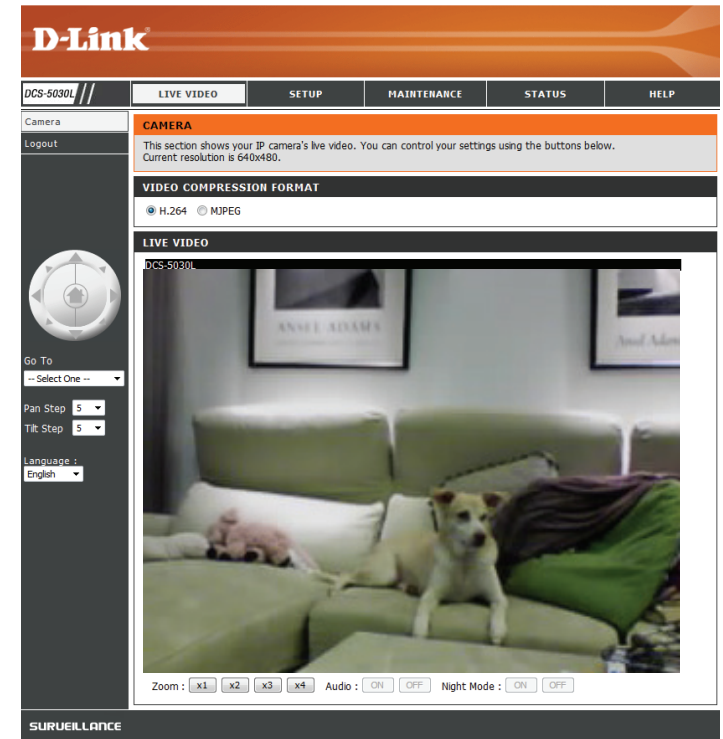 D-Link
DCS-5030L // LIVE VIDEO SETUP MAINTENANCE STATUS HELP
Camera
Logout
CAMERA
This section shows your IP camera's live video. You can control your settings using the buttons below.
Current resolution is 640x480.
VIDEO COMPRESSION FORMAT
H.264 MJPEG
LIVE VIDEO
DCS-5030L
ANSEL ADAMS
Ansel Adams
Go To
-- Select One --
Pan Step 5
Tilt Step 5
Language :
English
Zoom : x1 x2 x3 x4 Audio : ON OFF Night Mode : ON OFF
SURVEILLANCE